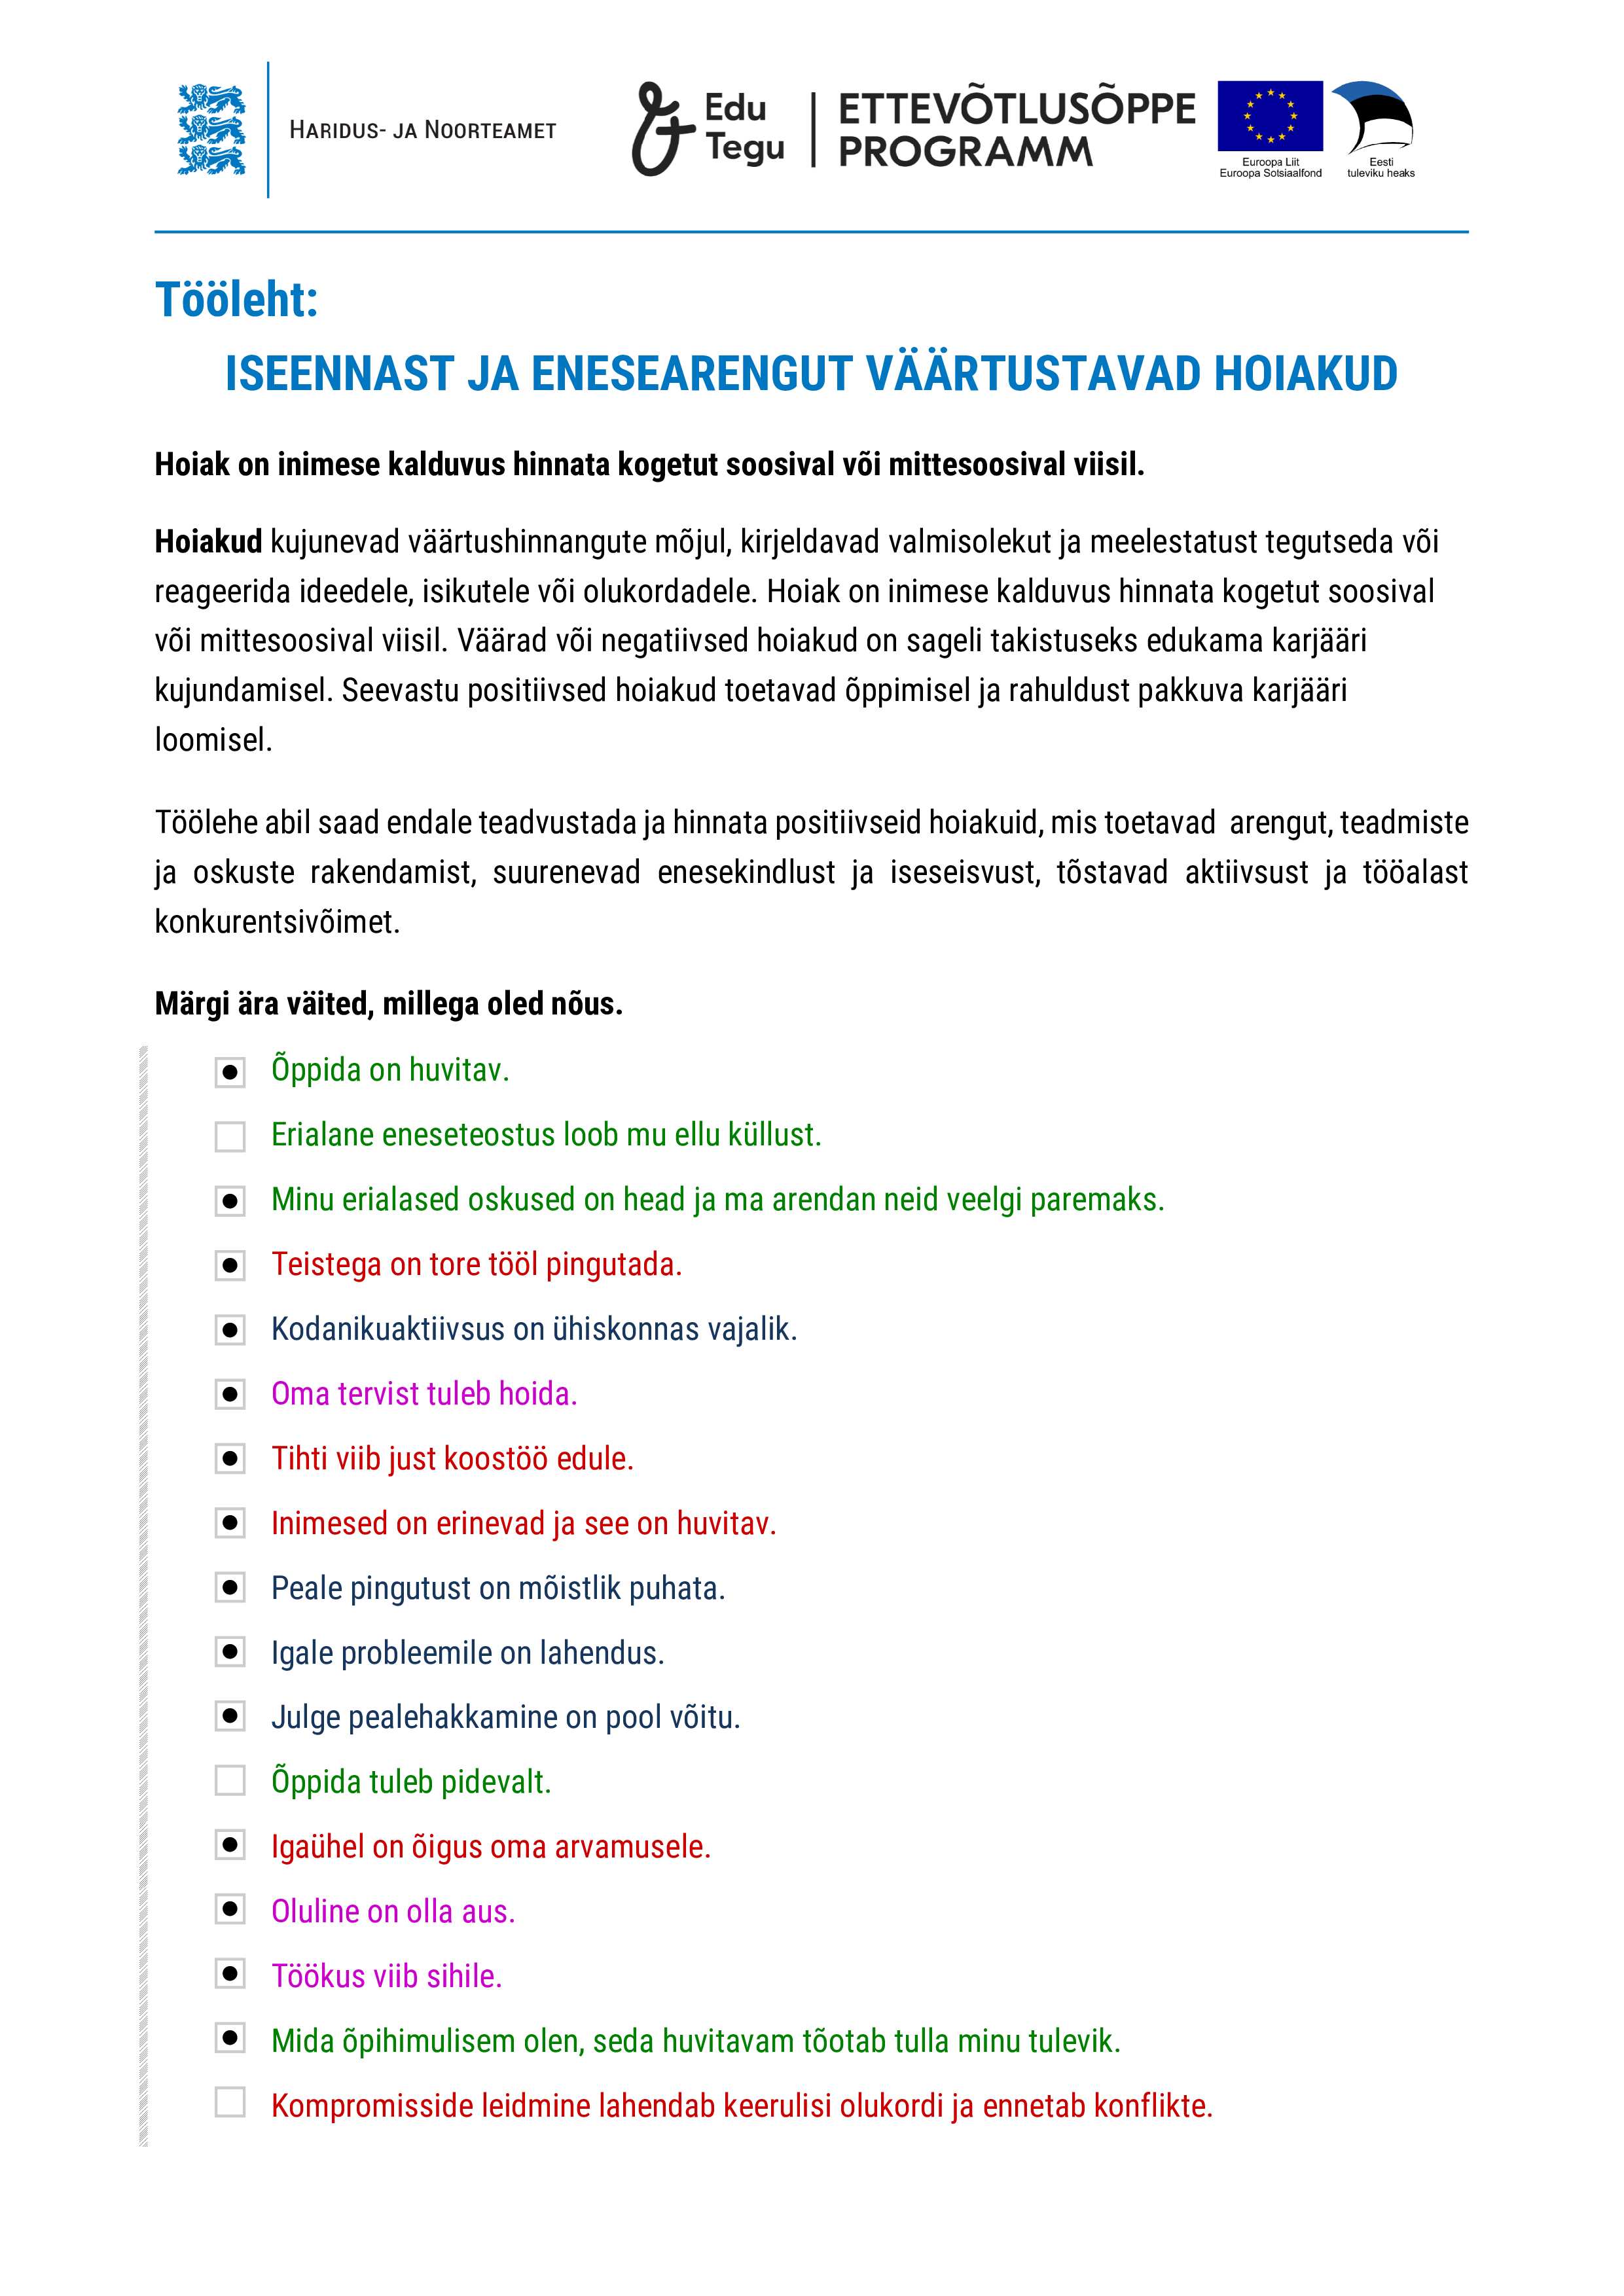 HARIDUS- JA NOORTEAMET
Edu
Tegu
ETTEVÕTLUSÕPPE
PROGRAMM
Euroopa Liit
Euroopa Sotsiaalfond
Eesti
tuleviku heaks
Tööleht:
ISEENNAST JA ENESEARENGUT VÄÄRTUSTAVAD HOIAKUD
Hoiak on inimese kalduvus hinnata kogetut soosival või mittesoosival viisil.
Hoiakud kujunevad väärtushinnangute mõjul, kirjeldavad valmisolekut ja meelestatust tegutseda või
reageerida ideedele, isikutele või olukordadele. Hoiak on inimese kalduvus hinnata kogetut soosival
või mittesoosival viisil. Väärad või negatiivsed hoiakud on sageli takistuseks edukama karjääri
kujundamisel. Seevastu positiivsed hoiakud toetavad õppimisel ja rahuldust pakkuva karjääri
loomisel.
Töölehe abil saad endale teadvustada ja hinnata positiivseid hoiakuid, mis toetavad arengut, teadmiste
ja oskuste rakendamist, suurenevad enesekindlust ja iseseisvust, tõstavad aktiivsust ja tööalast
konkurentsivõimet.
Märgi ära väited, millega oled nõus.
Õppida on huvitav.
Erialane eneseteostus loob mu ellu küllust.
Minu erialased oskused on head ja ma arendan neid veelgi paremaks.
Teistega on tore tööl pingutada.
Kodanikuaktiivsus on ühiskonnas vajalik.
Oma tervist tuleb hoida.
Tihti viib just koostöö edule.
Inimesed on erinevad ja see on huvitav.
Peale pingutust on mõistlik puhata.
Igale probleemile on lahendus.
Julge pealehakkamine on pool võitu.
Õppida tuleb pidevalt.
Igaühel on õigus oma arvamusele.
Oluline on olla aus.
Töökus viib sihile.
Mida õpihimulisem olen, seda huvitavam tõotab tulla minu tulevik.
Kompromisside leidmine lahendab keerulisi olukordi ja ennetab konflikte.